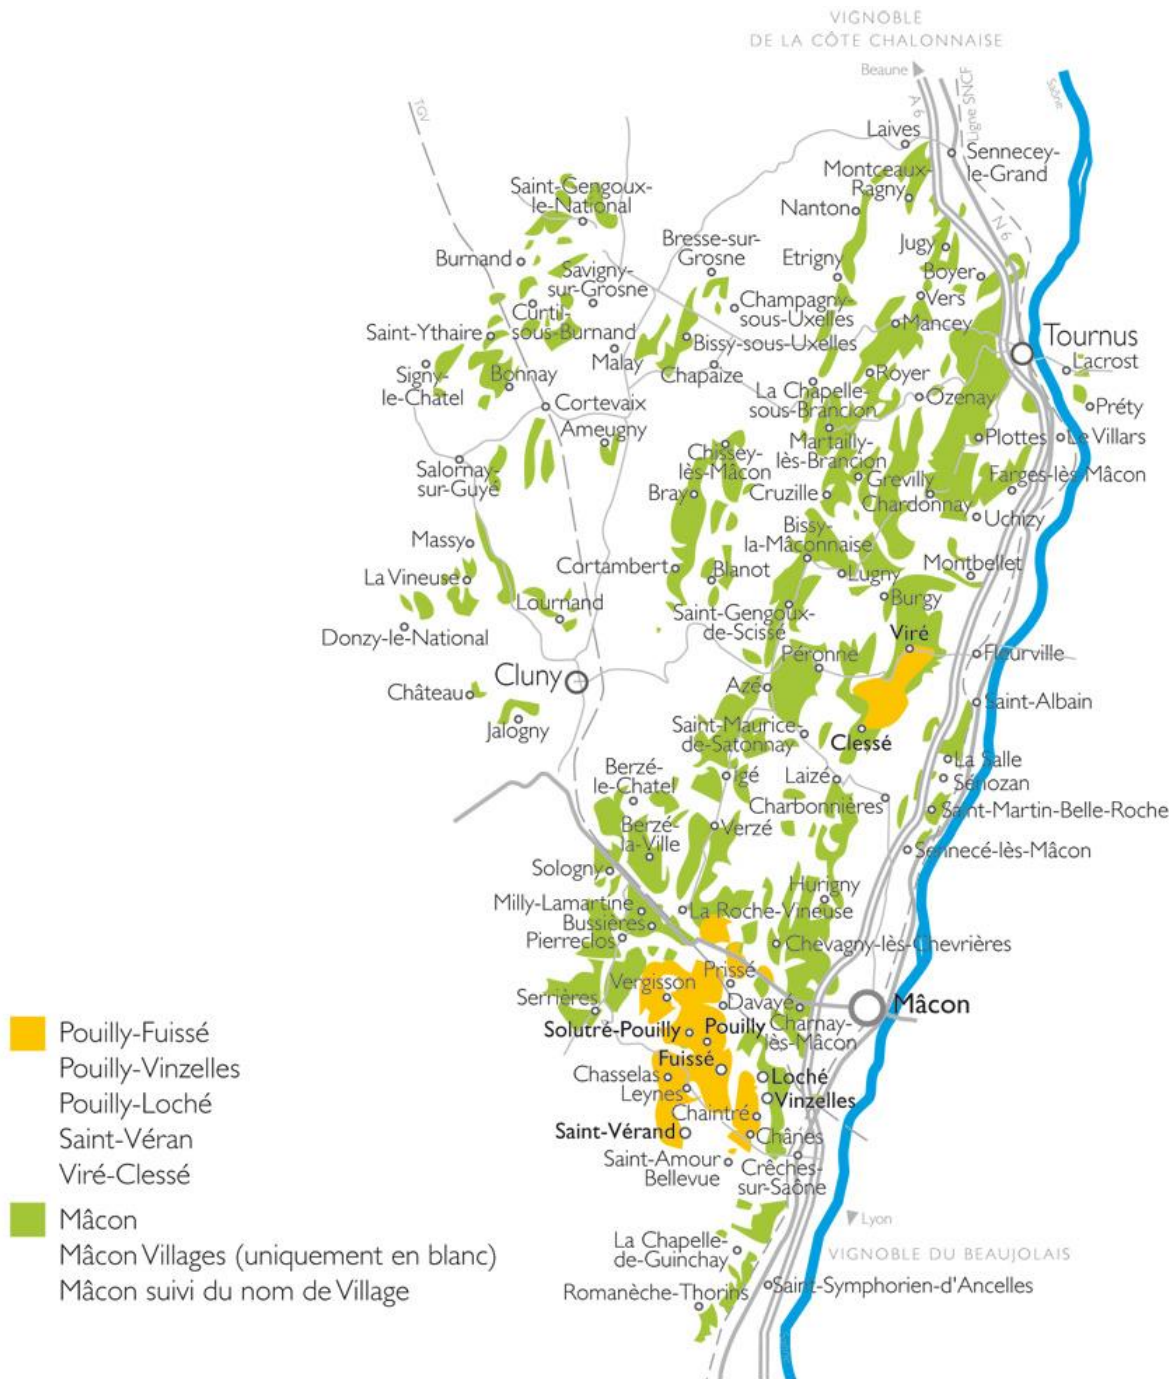 VIGNOBLE
DE LA CÔTE CHALONNAISE
Beaune
A 6
Ligne SNCF
Saône
TGV
N 6
Laives
Sennecey-
le-Grand
Montceaux-
Ragny
Saint-Gengoux-
le-National
Nanton
Bresse-sur-
Grosne
Jugy
Burnand
Etrigny
Boyer
Savigny-
sur-Grosne
Vers
Champagny-
sous-Uxelles
Curtil-
sous-Burnand
Mancey
Saint-Ythaire
Tournus
Bissy-sous-Uxelles
Malay
Lacrost
Signy-
le-Chatel
Bonnay
Chapaize
Royer
La Chapelle-
sous-Brancion
Ozenay
Cortevaix
Préty
Ameugny
Martailly-
lès-Brancion
Plottes
Le Villars
Chissey-
lès-Mâcon
Salornay-
sur-Guye
Grevilly
Farges-lès-Mâcon
Bray
Cruzille
Chardonnay
Uchizy
Bissy-
la-Mâconnaise
Massy
Cortambert
Blanot
Lugny
Montbellet
La Vineuse
Burgy
Lournand
Saint-Gengoux-
de-Scissé
Donzy-le-National
Viré
Péronne
Fleurville
Cluny
Azé
Château
Saint-Albain
Jalogny
Saint-Maurice-
de-Satonnay
Clessé
La Salle
Berzé-
le-Chatel
Igé
Laizé
Sénozan
Charbonnières
Saint-Martin-Belle-Roche
Berzé-
la-Ville
Verzé
Sennecé-lès-Mâcon
Sologny
Hurigny
Milly-Lamartine
La Roche-Vineuse
Bussières
Pierreclos
Chevagny-lès-Chevrières
Prissé
Vergisson
Serrières
Davayé
Mâcon
Solutré-Pouilly
Pouilly
Charnay-
lès-Mâcon
Fuissé
Chasselas
Loché
Leynes
Vinzelles
Chaintré
Saint-Vérand
Chânes
Saint-Amour
Bellevue
Crêches-
sur-Saône
Lyon
La Chapelle-
de-Guinchay
VIGNOBLE DU BEAUJOLAIS
Romanèche-Thorins
Saint-Symphorien-d'Ancelles
Pouilly-Fuissé
Pouilly-Vinzelles
Pouilly-Loché
Saint-Véran
Viré-Clessé
Mâcon
Mâcon Villages (uniquement en blanc)
Mâcon suivi du nom de Village